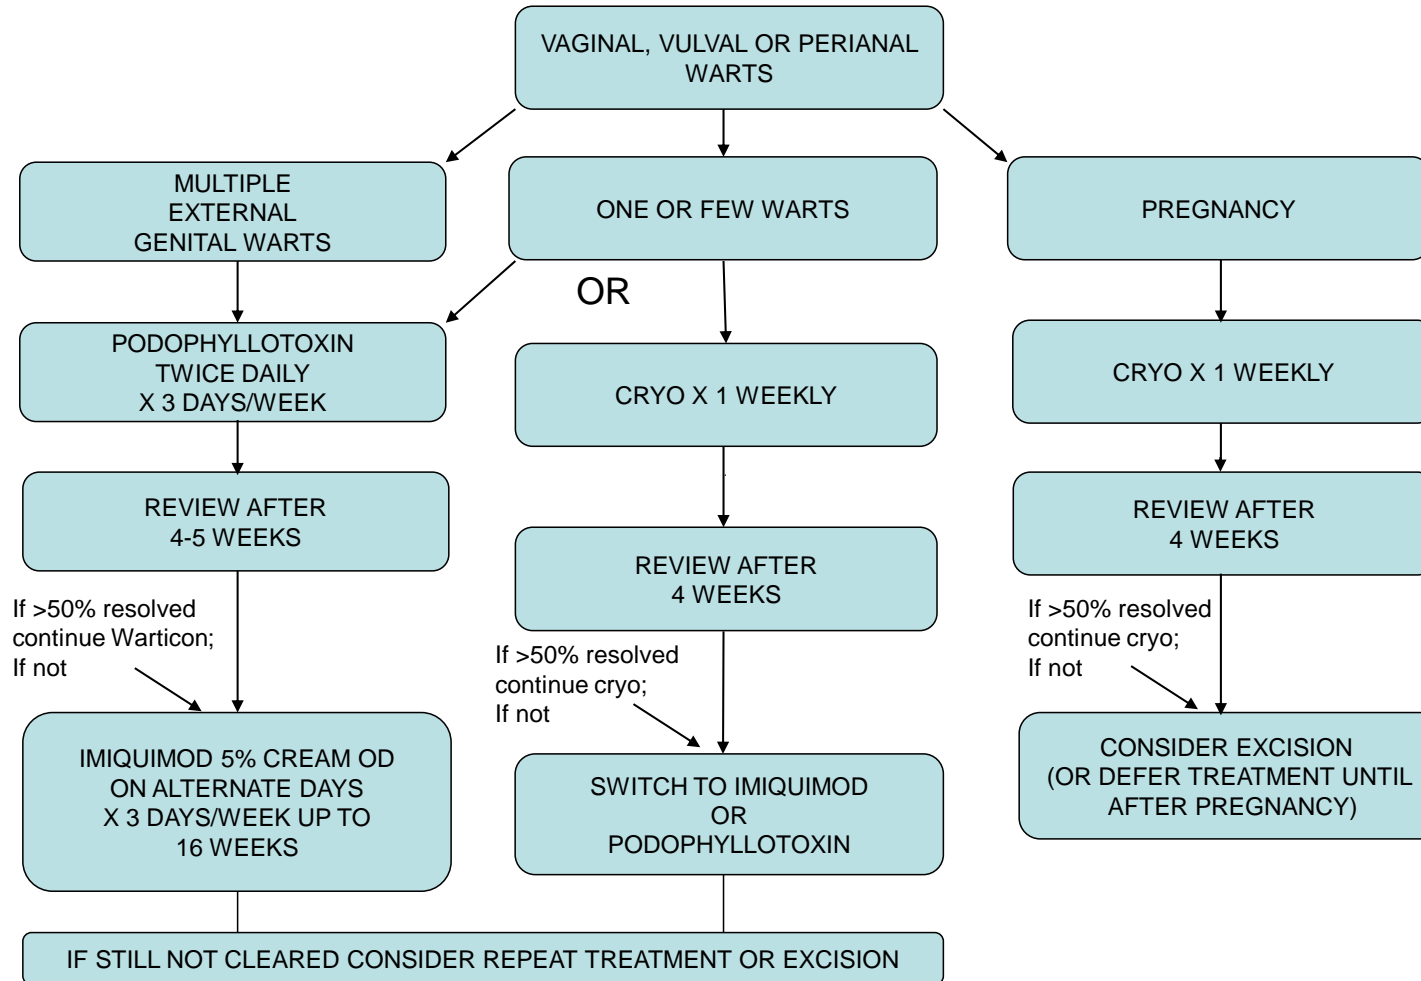 VAGINAL, VULVAL OR PERIANAL
WARTS
MULTIPLE
EXTERNAL
GENITAL WARTS
ONE OR FEW WARTS
PREGNANCY
OR
PODOPHYLLOTOXIN
TWICE DAILY
X 3 DAYS/WEEK
CRYO X 1 WEEKLY
CRYO X 1 WEEKLY
REVIEW AFTER
4-5 WEEKS
REVIEW AFTER
4 WEEKS
REVIEW AFTER
4 WEEKS
If >50% resolved
continue Warticon;
If not
If >50% resolved
continue cryo;
If not
If >50% resolved
continue cryo;
If not
IMIQUIMOD 5% CREAM OD
ON ALTERNATE DAYS
X 3 DAYS/WEEK UP TO
16 WEEKS
SWITCH TO IMIQUIMOD
OR
PODOPHYLLOTOXIN
CONSIDER EXCISION
(OR DEFER TREATMENT UNTIL
AFTER PREGNANCY)
IF STILL NOT CLEARED CONSIDER REPEAT TREATMENT OR EXCISION